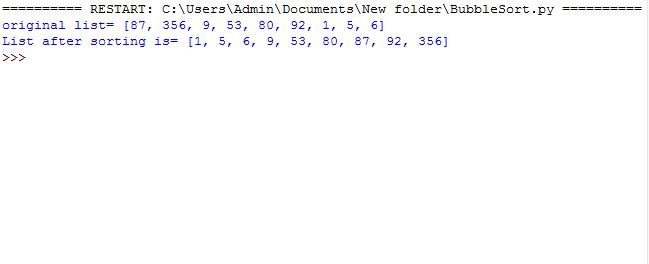 ========== RESTART: C:\Users\Admin\Documents\New folder\BubbleSort.py ==========
original list= [87, 356, 9, 53, 80, 92, 1, 5, 6]
List after sorting is= [1, 5, 6, 9, 53, 80, 87, 92, 356]
>>>